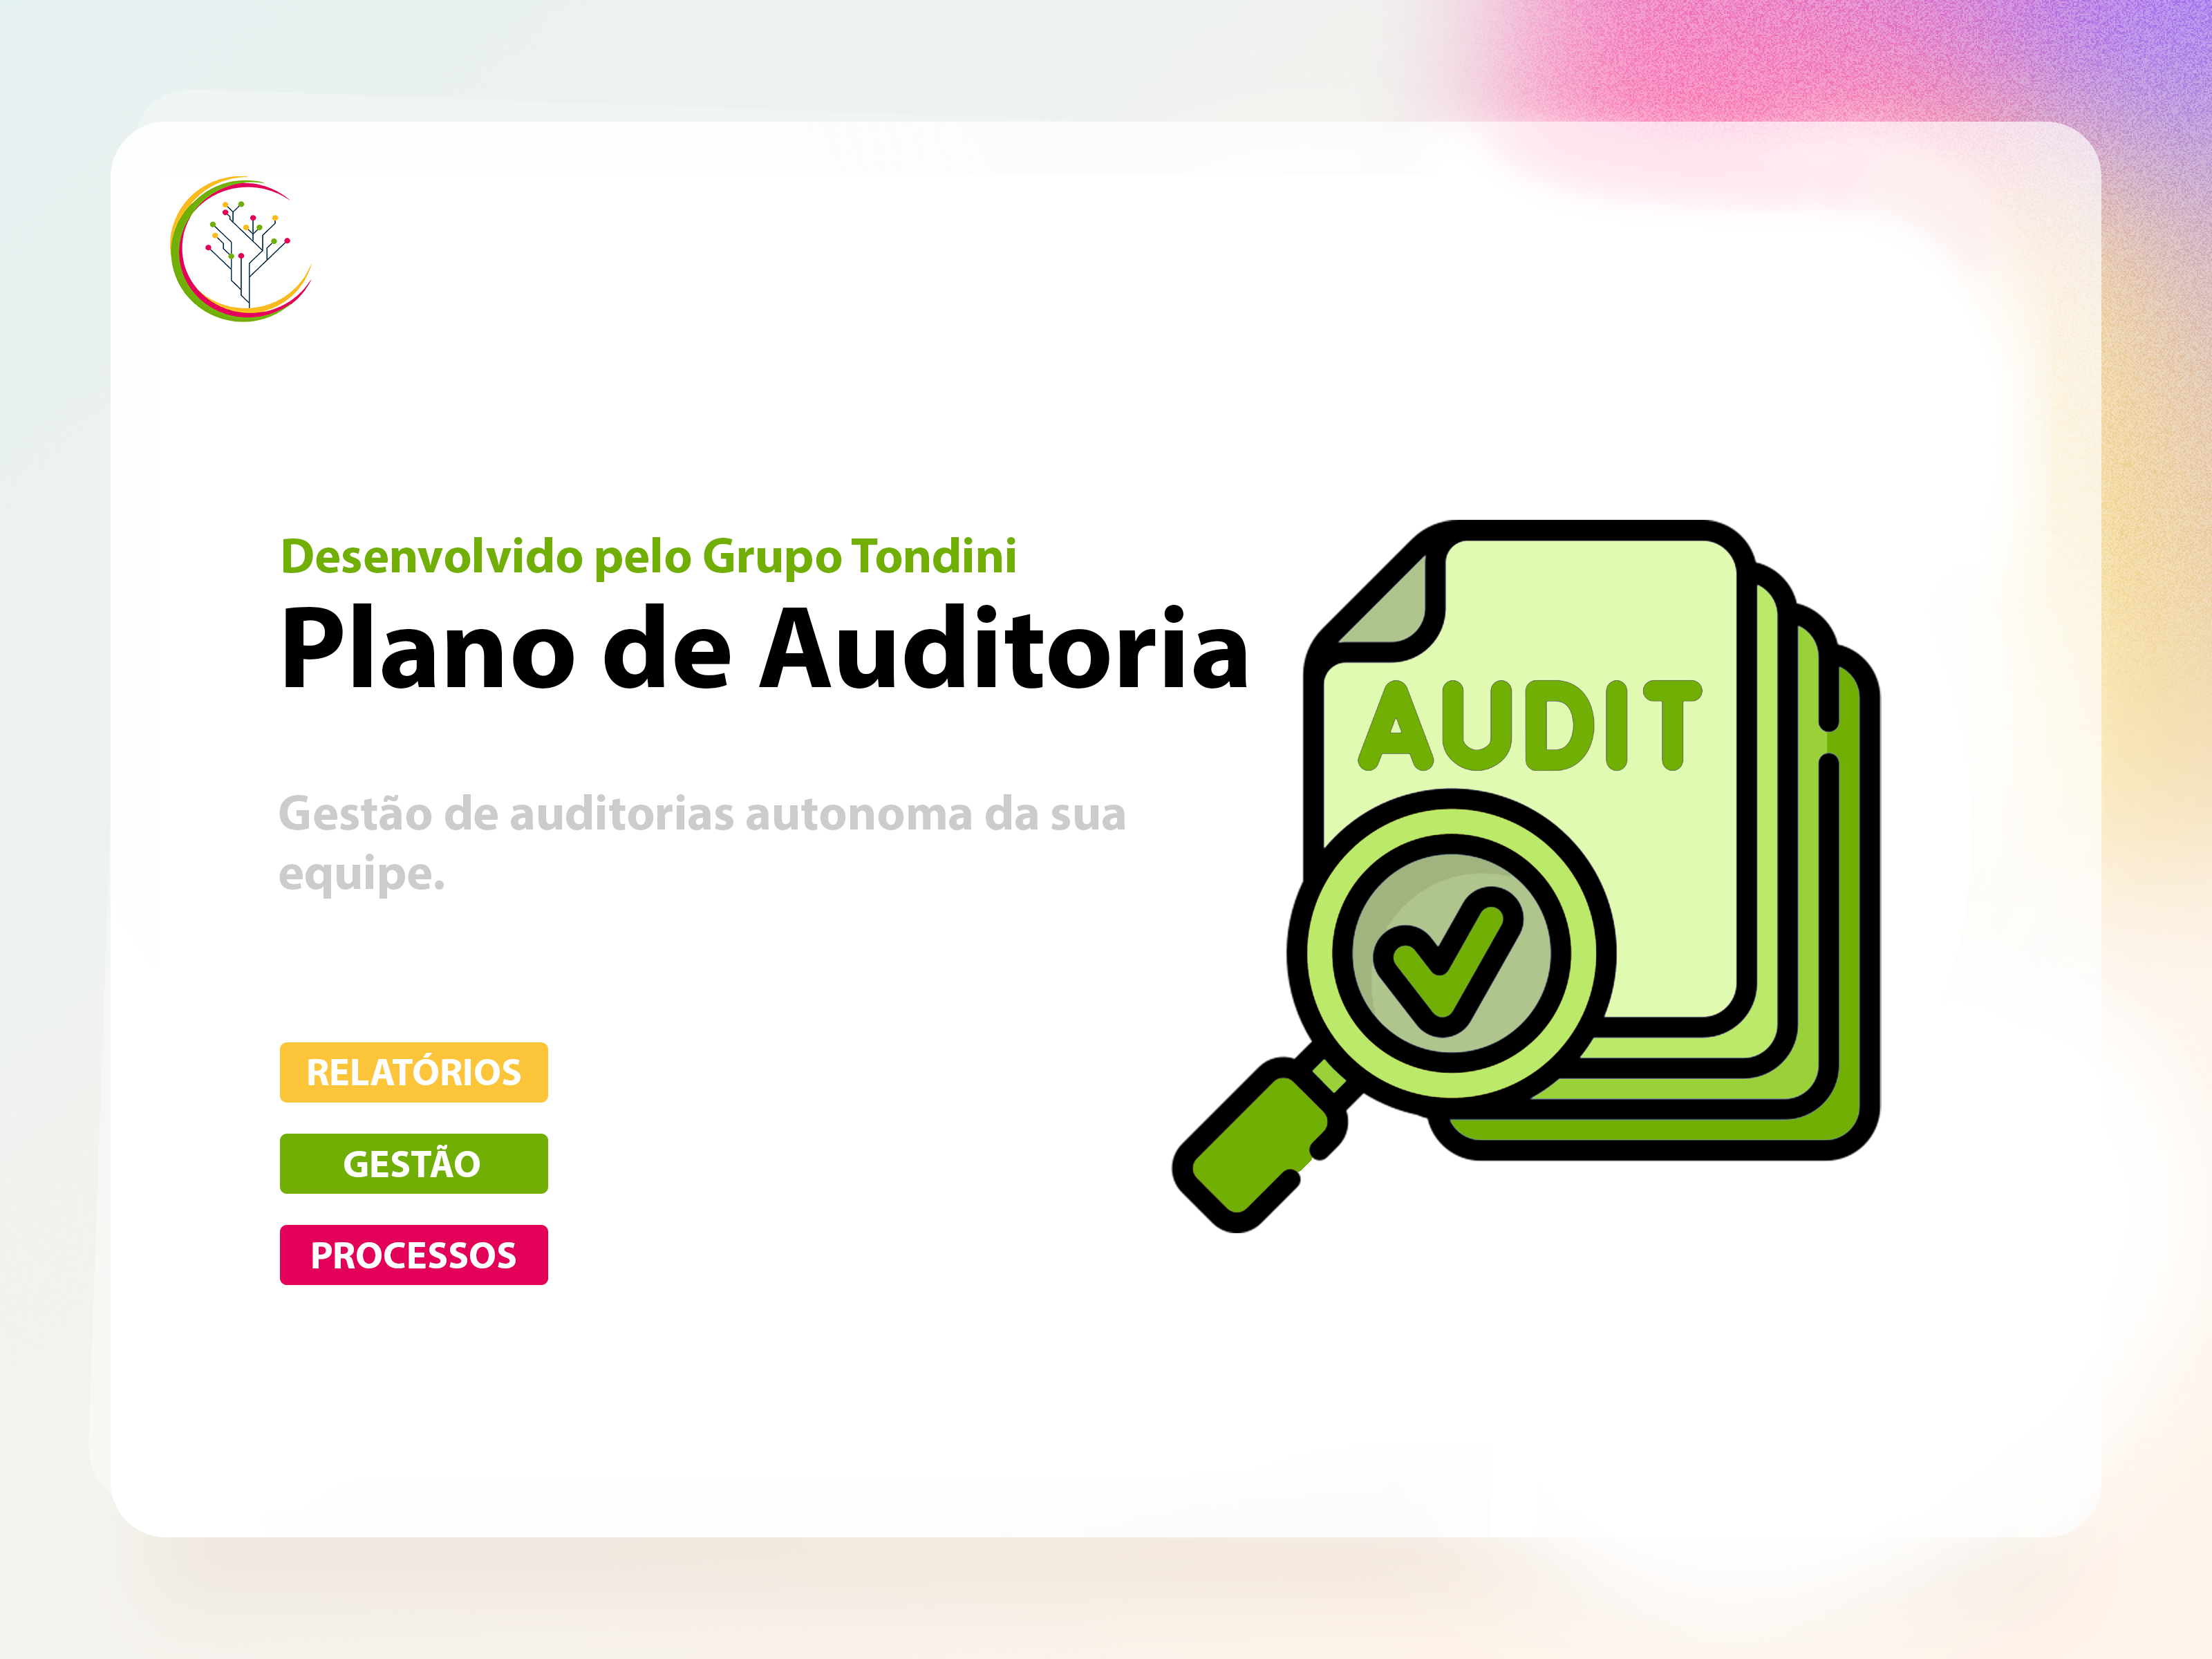 Desenvolvido pelo Grupo Tondini
Plano de Auditoria
Gestão de auditorias autonoma da sua
equipe.
AUDIT
RELATÓRIOS
GESTÃO
PROCESSOS